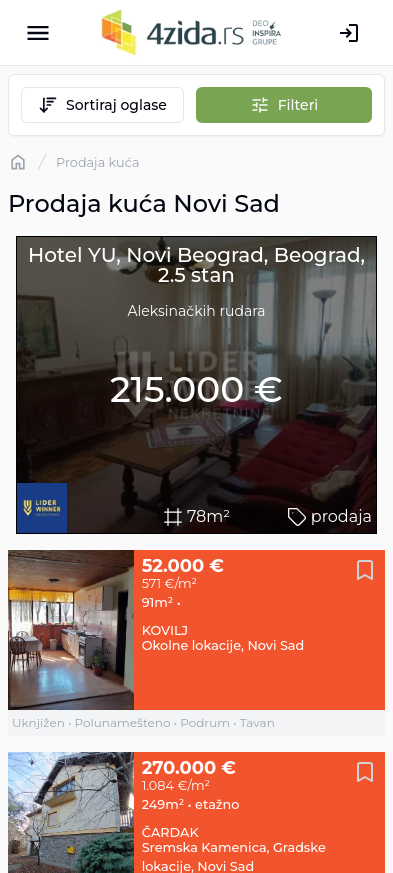 4zida.rs
DEO
INSPIRA
GRUPE
Sortiraj oglase
Filteri
Prodaja kuća
Prodaja kuća Novi Sad
Hotel YU, Novi Beograd, Beograd,
2.5 stan
Aleksinačkih rudara
LiDER
NEKRETNINE
215.000 €
LIDER
WINNER
78m²
prodaja
52.000 €
571 €/m²
91m² •
KOVILJ
Okolne lokacije, Novi Sad
Uknjižen • Polunamešteno • Podrum • Tavan
270.000 €
1.084 €/m²
249m² • etažno
ČARDAK
Sremska Kamenica, Gradske
lokacije, Novi Sad